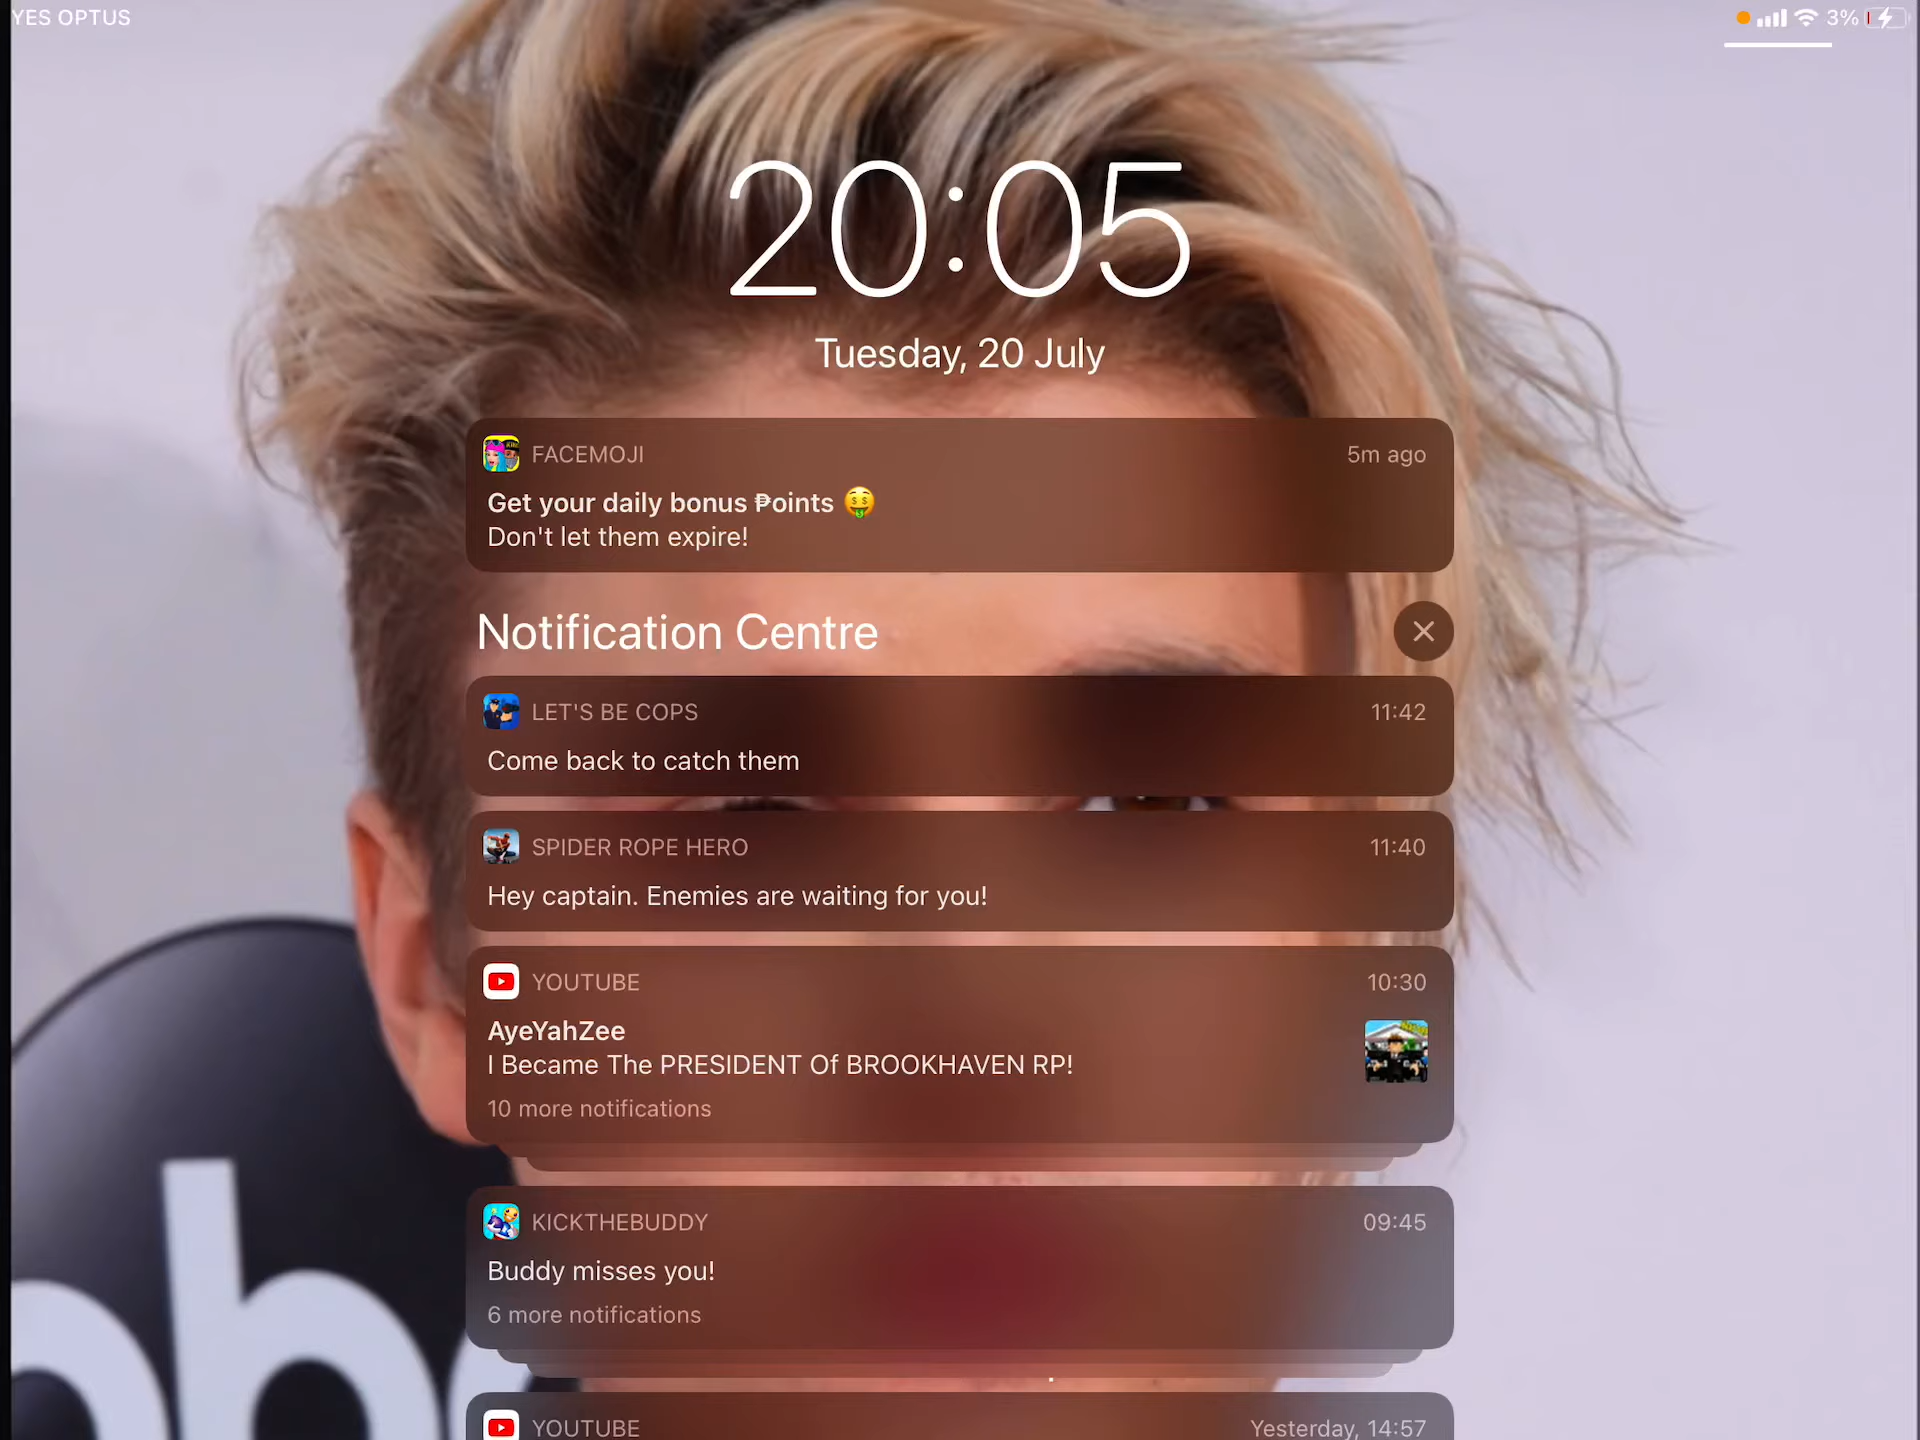 YES OPTUS
3%
20:05
Tuesday, 20 July
FACEMOJI
5m ago
Get your daily bonus ₱oints 🤑
Don't let them expire!
Notification Centre
LET'S BE COPS
11:42
Come back to catch them
SPIDER ROPE HERO
11:40
Hey captain. Enemies are waiting for you!
YOUTUBE
10:30
AyeYahZee
I Became The PRESIDENT Of BROOKHAVEN RP!
10 more notifications
KICKTHEBUDDY
09:45
Buddy misses you!
6 more notifications
YOUTUBE
Yesterday, 14:57